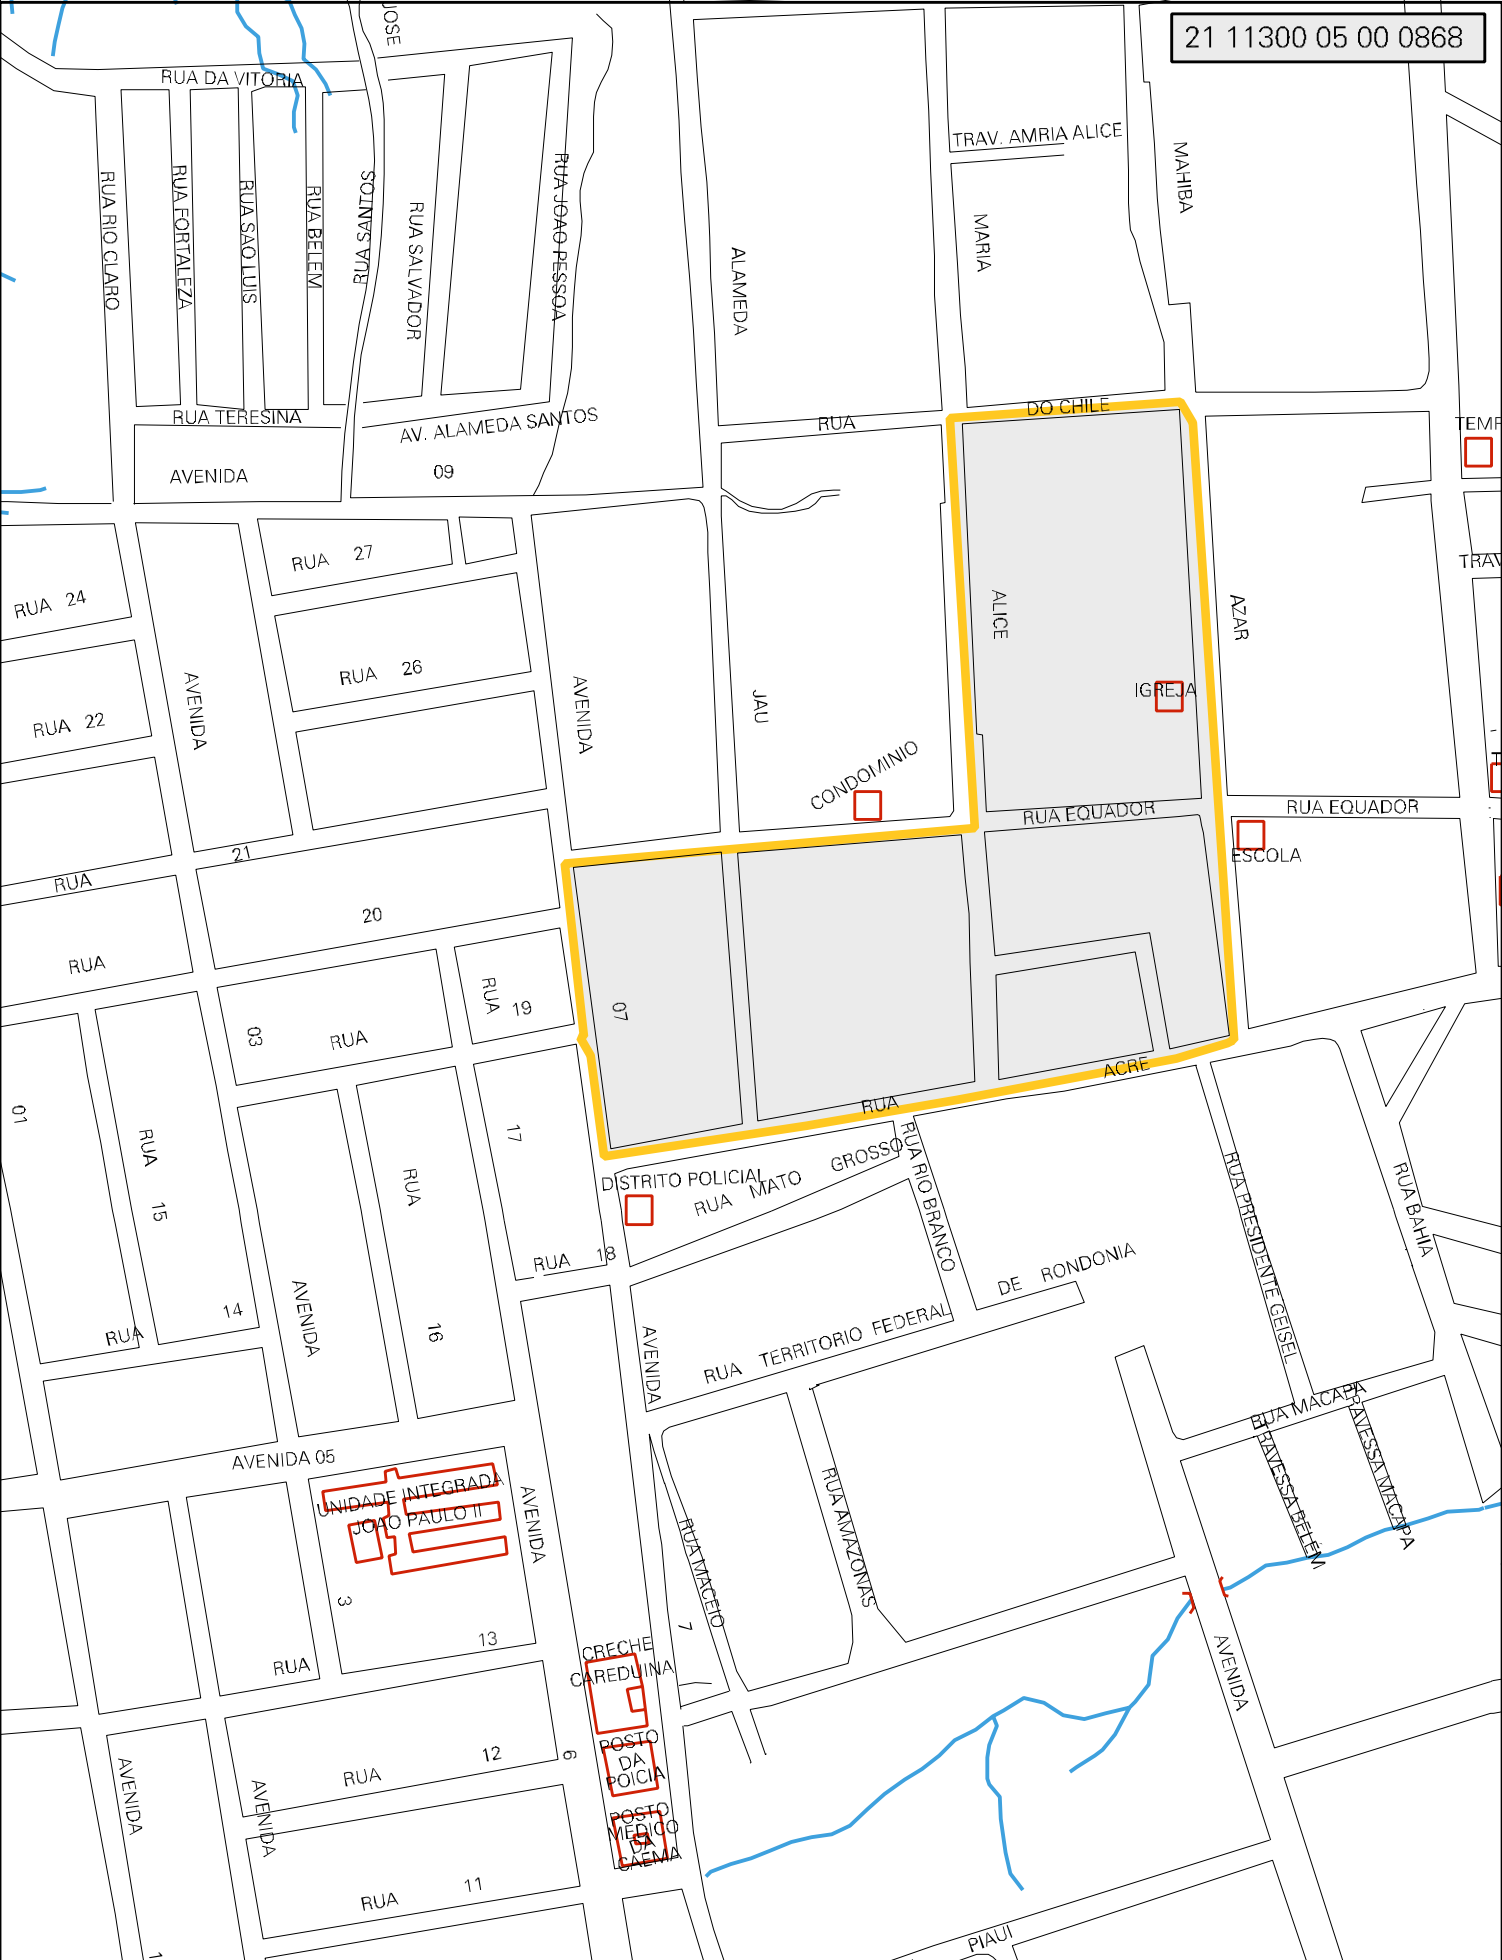 JOSE
21 11300 05 00 0868
RUA DA VITORIA
TRAV. AMRIA ALICE
MAHIBA
RUA RIO CLARO
RUA FORTALEZA
RUA SAO LUIS
RUA BELEM
RUA SANTOS
RUA SALVADOR
RUA JOAO PESSOA
ALAMEDA
MARIA
RUA TERESINA
AV. ALAMEDA SANTOS
RUA
DO CHILE
AVENIDA
09
RUA 27
RUA 24
TRAV
ALICE
AZAR
RUA 26
RUA 22
AVENIDA
AVENIDA
JAU
IGREJA
CONDOMINIO
RUA EQUADOR
RUA EQUADOR
ESCOLA
21
RUA
20
RUA
RUA
19
07
03
RUA
ACRE
RUA
01
RUA
15
17
RUA
DISTRITO POLICIAL
RUA MATO GROSSO
RUA RIO BRANCO
RUA PRESIDENTE GEISEL
RUA BAHIA
RUA 18
DE RONDONIA
14
RUA
AVENIDA
16
AVENIDA
RUA TERRITORIO FEDERAL
RUA MACAPA
TRAVESSA BELEM
TRAVESSA MACAPA
AVENIDA 05
UNIDADE INTEGRADA
JOAO PAULO II
AVENIDA
RUA MACEIO
RUA AMAZONAS
3
13
RUA
7
CRECHE
CAREDUINA
AVENIDA
POSTO
DA
POICIA
6
12
RUA
AVENIDA
AVENIDA
POSTO
MEDICO
DA
CAEMA
11
RUA
PIAUI